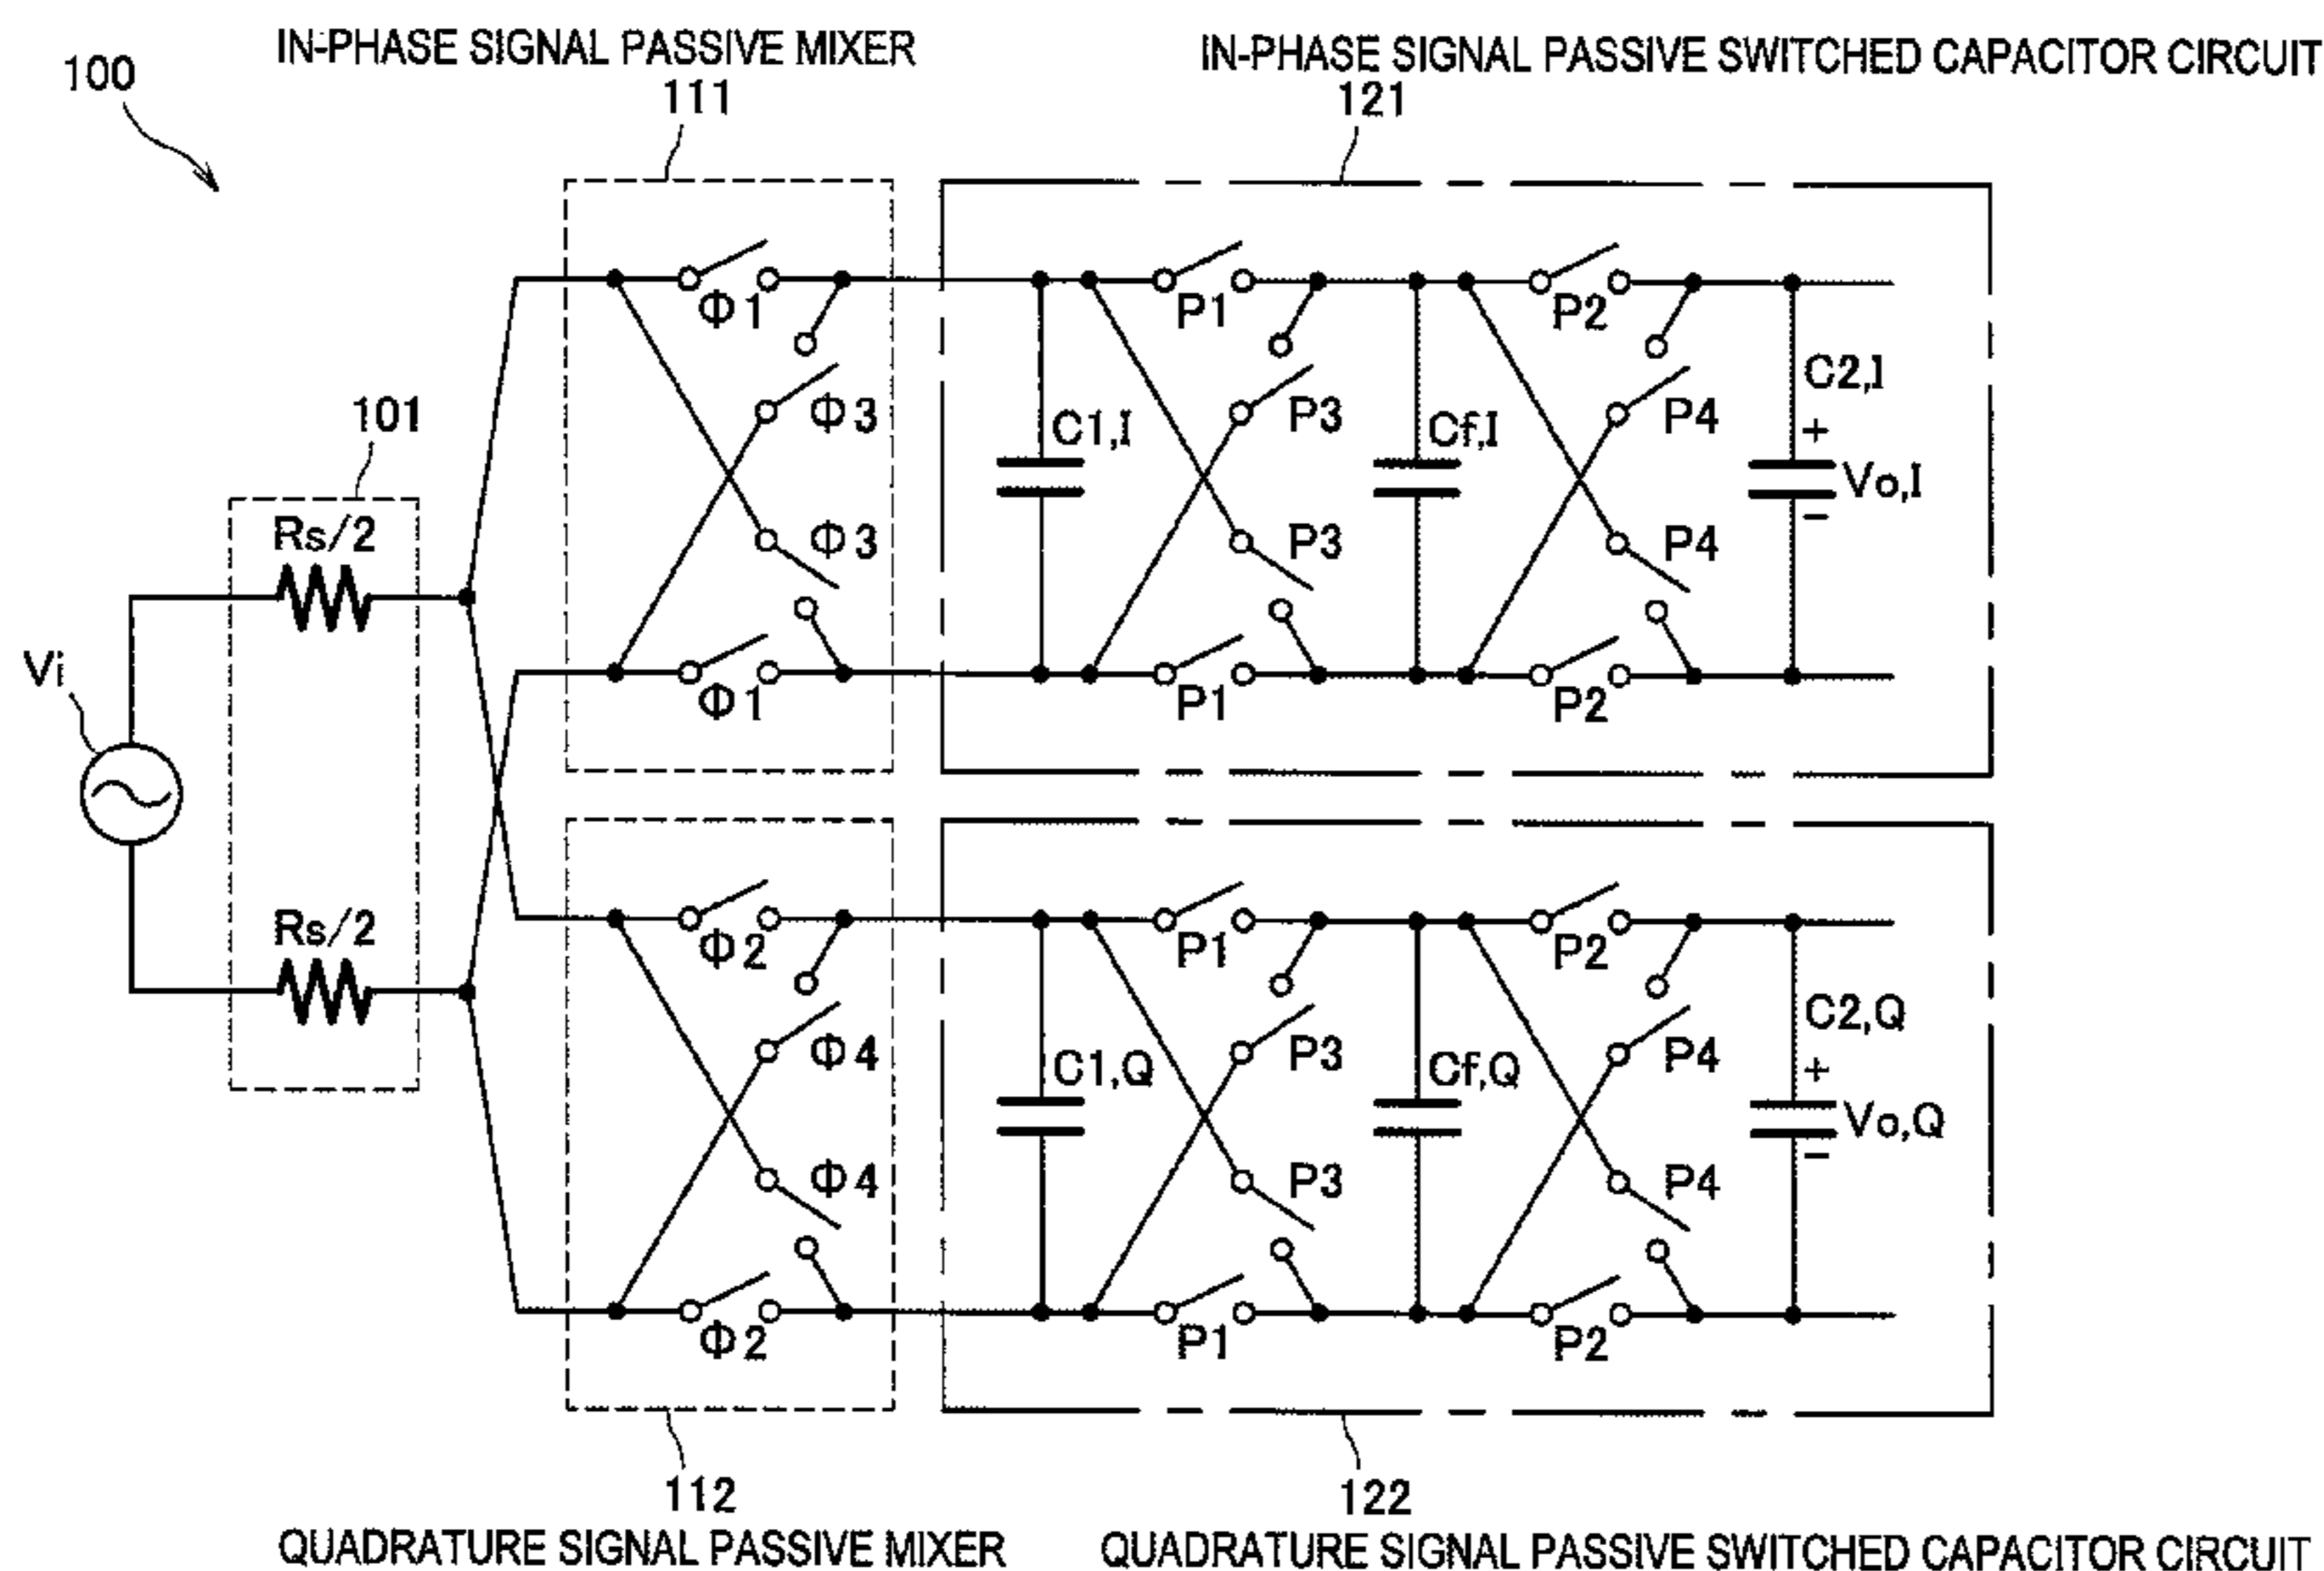 100
IN-PHASE SIGNAL PASSIVE MIXER
111
IN-PHASE SIGNAL PASSIVE SWITCHED CAPACITOR CIRCUIT
121
101
Rs/2
Rs/2
Vi
Φ1
Φ3
Φ3
Φ1
C1,I
P1
P3
P3
P1
Cf,I
P2
P4
P4
P2
C2,I
+
Vo,I
−
Φ2
Φ4
Φ4
Φ2
C1,Q
P1
P3
P3
P1
Cf,Q
P2
P4
P4
P2
C2,Q
+
Vo,Q
−
112
QUADRATURE SIGNAL PASSIVE MIXER
122
QUADRATURE SIGNAL PASSIVE SWITCHED CAPACITOR CIRCUIT